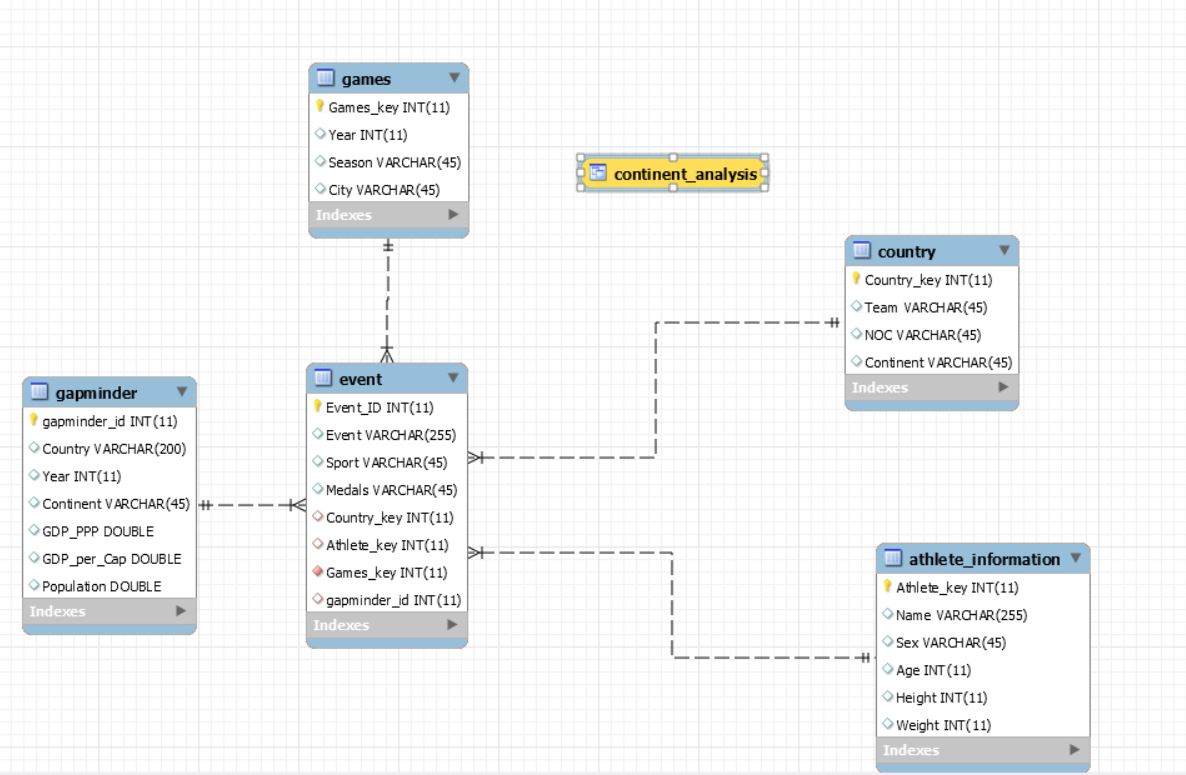 games
Games_key INT(11)
Year INT(11)
Season VARCHAR(45)
City VARCHAR(45)
Indexes
continent_analysis
country
Country_key INT(11)
Team VARCHAR(45)
NOC VARCHAR(45)
Continent VARCHAR(45)
Indexes
gapminder
gapminder_id INT(11)
Country VARCHAR(200)
Year INT(11)
Continent VARCHAR(45)
GDP_PPP DOUBLE
GDP_per_Cap DOUBLE
Population DOUBLE
Indexes
event
Event_ID INT(11)
Event VARCHAR(255)
Sport VARCHAR(45)
Medals VARCHAR(45)
Country_key INT(11)
Athlete_key INT(11)
Games_key INT(11)
gapminder_id INT(11)
Indexes
athlete_information
Athlete_key INT(11)
Name VARCHAR(255)
Sex VARCHAR(45)
Age INT(11)
Height INT(11)
Weight INT(11)
Indexes